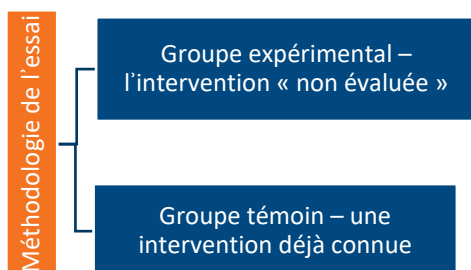 Méthodologie de l'essai
Groupe expérimental –
l'intervention « non évaluée »
Groupe témoin – une
intervention déjà connue